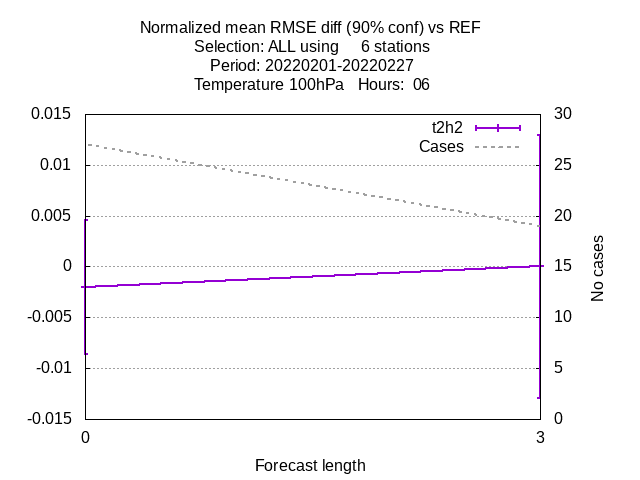 Normalized mean RMSE diff (90% conf) vs REF
Selection: ALL using     6 stations
Period: 20220201-20220227
Temperature 100hPa   Hours:  06
0.015
0.01
0.005
0
-0.005
-0.01
-0.015
30
25
20
15
10
5
0
t2h2
Cases
No cases
0
3
Forecast length